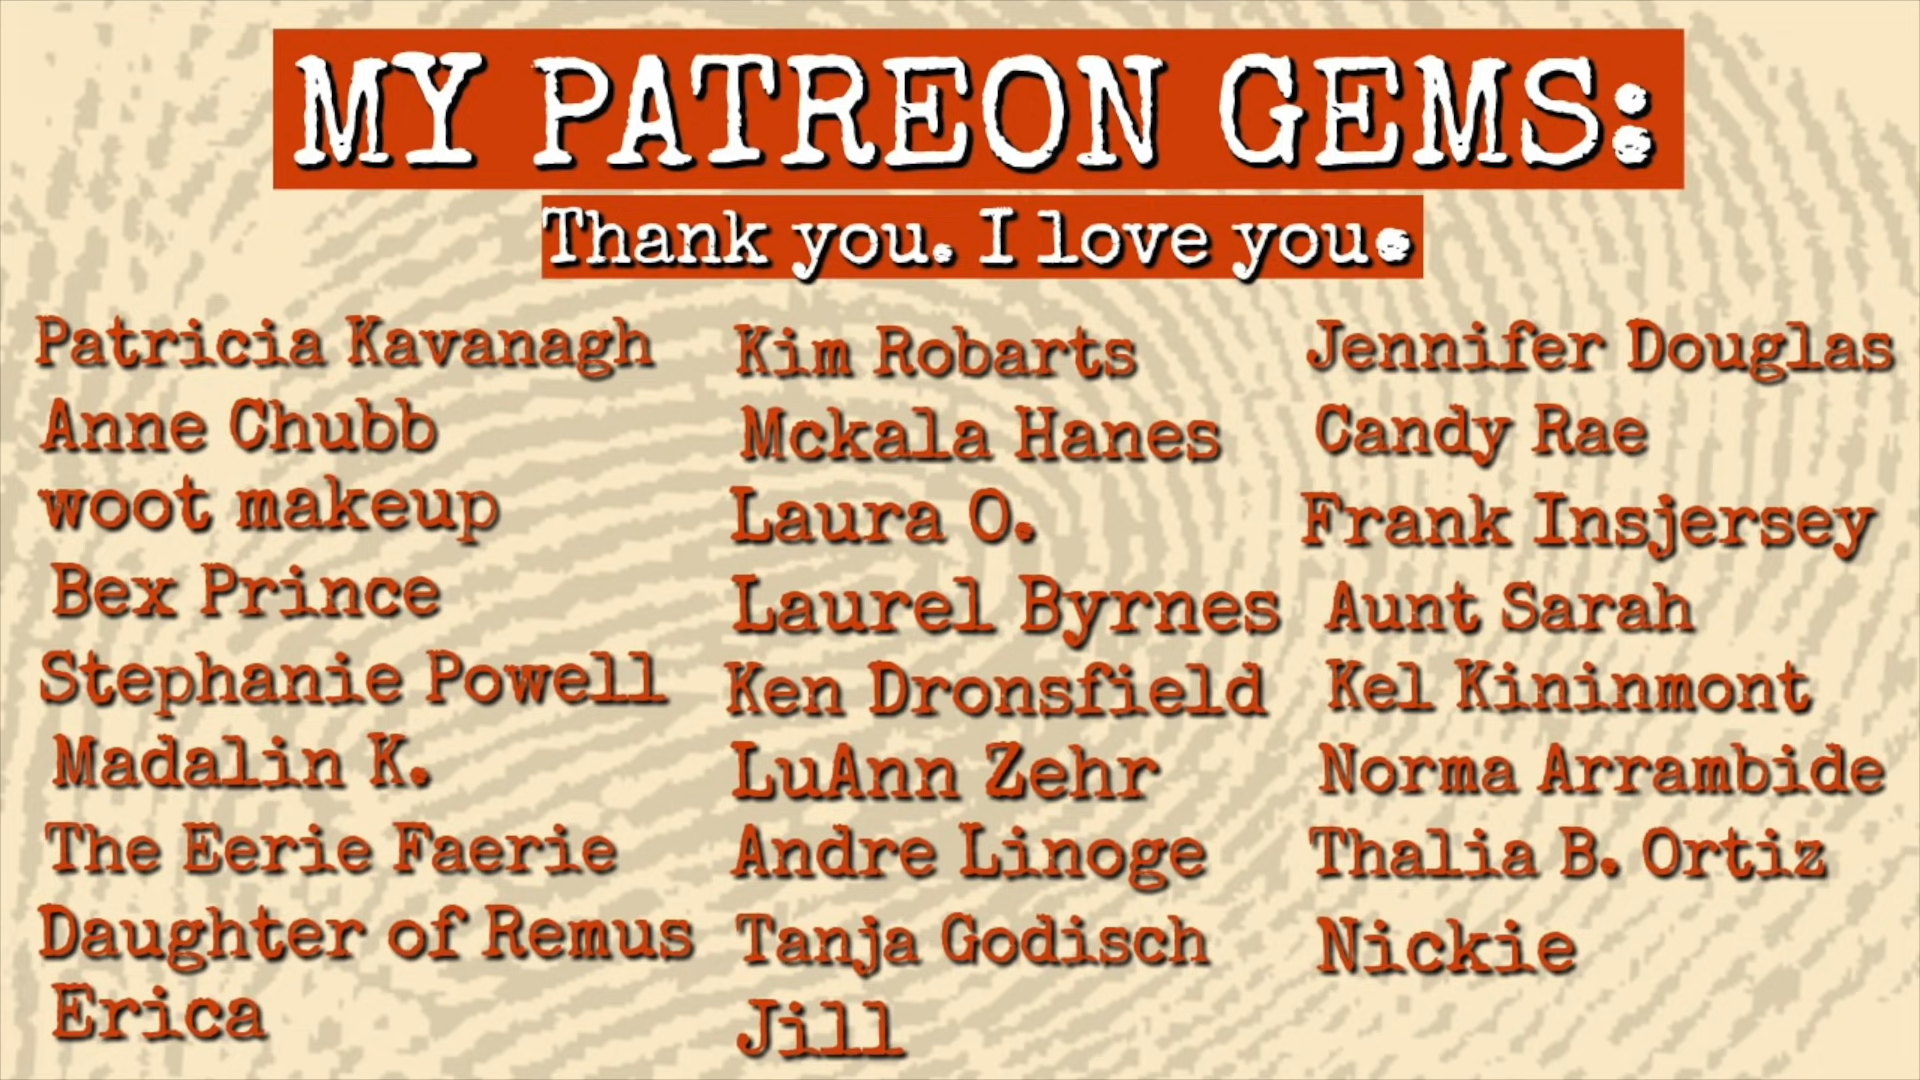 MY PATREON GEMS:
Thank you. I love you.
Patricia Kavanagh
Anne Chubb
woot makeup
Bex Prince
Stephanie Powell
Madalin K.
The Eerie Faerie
Daughter of Remus
Erica
Kim Robarts
Mckala Hanes
Laura O.
Laurel Byrnes
Ken Dronsfield
LuAnn Zehr
Andre Linoge
Tanja Godisch
Jill
Jennifer Douglas
Candy Rae
Frank Insjersey
Aunt Sarah
Kel Kininmont
Norma Arrambide
Thalia B. Ortiz
Nickie